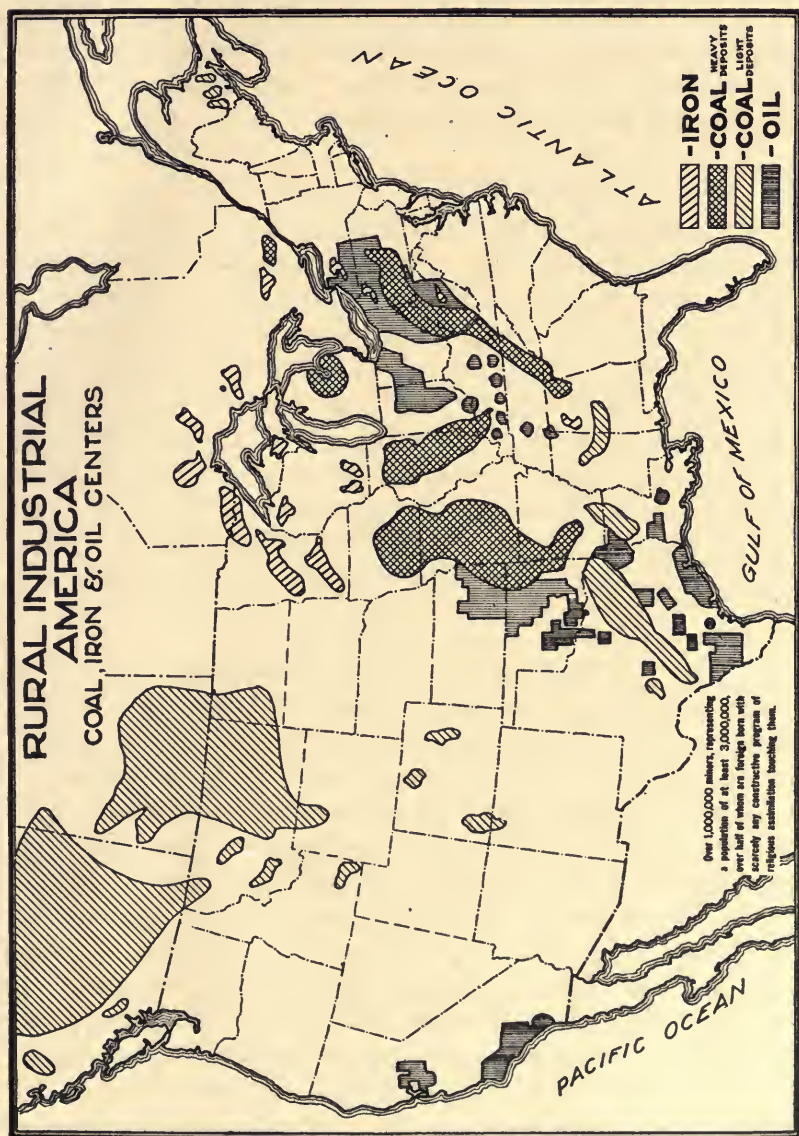 RURAL INDUSTRIAL
AMERICA
COAL, IRON & OIL CENTERS
ATLANTIC OCEAN
-IRON
-COAL HEAVY DEPOSITS
-COAL LIGHT DEPOSITS
-OIL
GULF OF MEXICO
Over 1,000,000 miners, representing
a population of at least 3,000,000,
over half of whom are foreign born with
scarcely any constructive program of
religious assimilation touching them.
PACIFIC OCEAN